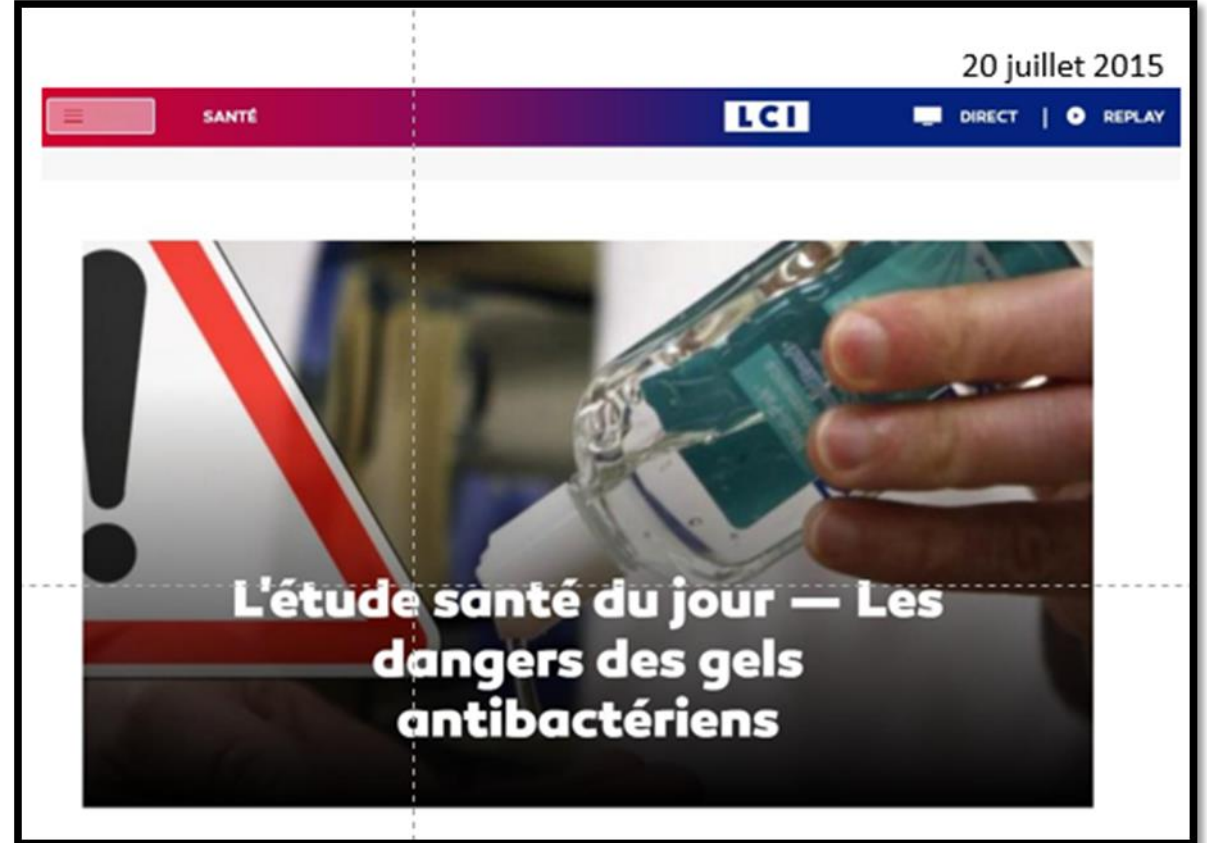 20 juillet 2015
SANTÉ
LCI
DIRECT | REPLAY
L'étude santé du jour — Les
dangers des gels
antibactériens